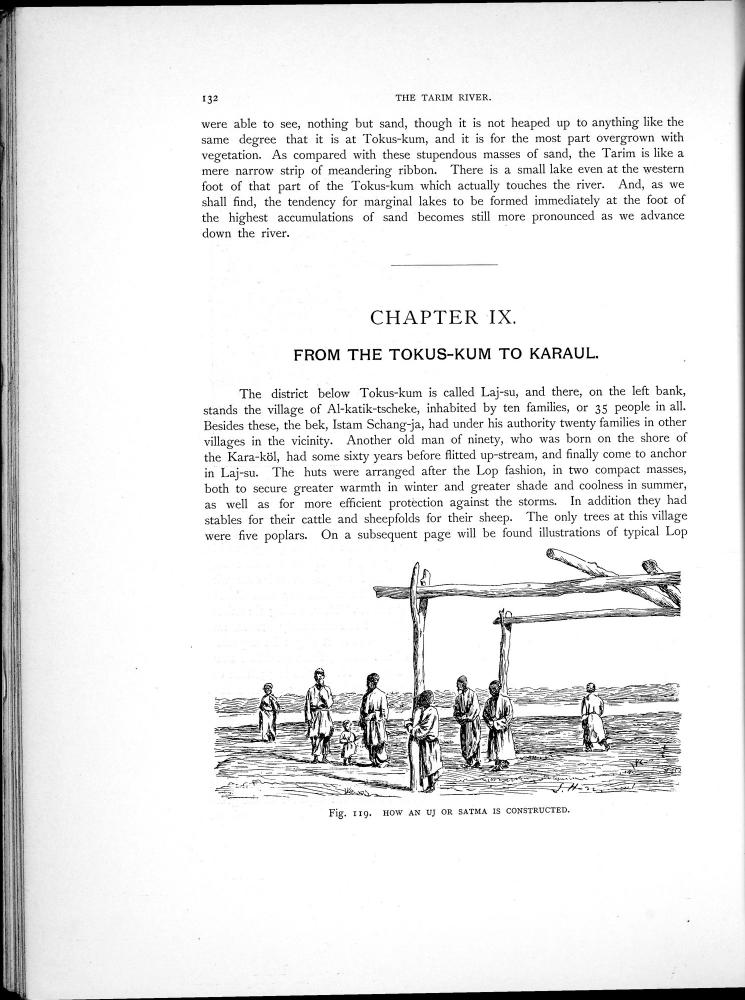 132 THE TARIM RIVER.
were able to see, nothing but sand, though it is not heaped up to anything like the
same degree that it is at Tokus-kum, and it is for the most part overgrown with
vegetation. As compared with these stupendous masses of sand, the Tarim is like a
mere narrow strip of meandering ribbon. There is a small lake even at the western
foot of that part of the Tokus-kum which actually touches the river. And, as we
shall find, the tendency for marginal lakes to be formed immediately at the foot of
the highest accumulations of sand becomes still more pronounced as we advance
down the river.
CHAPTER IX.
FROM THE TOKUS-KUM TO KARAUL.
The district below Tokus-kum is called Laj-su, and there, on the left bank,
stands the village of Al-katik-tscheke, inhabited by ten families, or 35 people in all.
Besides these, the bek, Istam Schang-ja, had under his authority twenty families in other
villages in the vicinity. Another old man of ninety, who was born on the shore of
the Kara-köl, had some sixty years before flitted up-stream, and finally come to anchor
in Laj-su. The huts were arranged after the Lop fashion, in two compact masses,
both to secure greater warmth in winter and greater shade and coolness in summer,
as well as for more efficient protection against the storms. In addition they had
stables for their cattle and sheepfolds for their sheep. The only trees at this village
were five poplars. On a subsequent page will be found illustrations of typical Lop
Fig. 119. HOW AN UJ OR SATMA IS CONSTRUCTED.